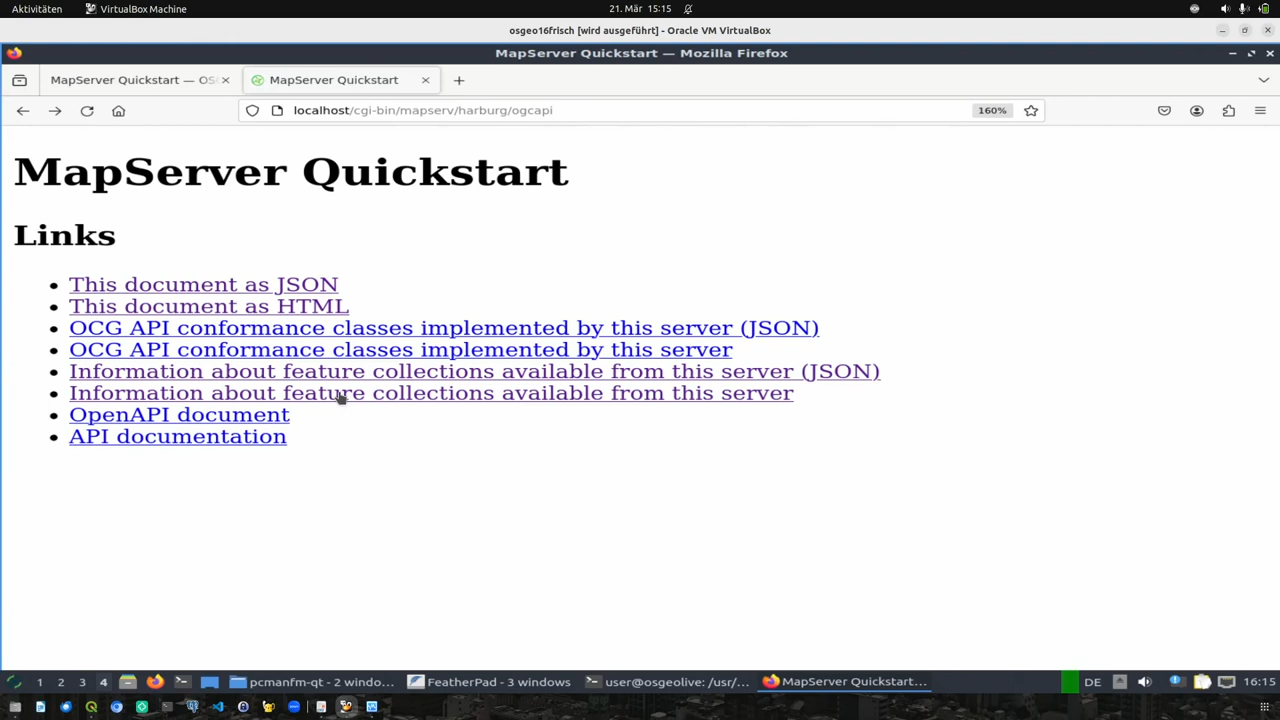 Aktivitäten
VirtualBox Machine
21. Mär 15:15
osgeo16frisch [wird ausgeführt] - Oracle VM VirtualBox
MapServer Quickstart — Mozilla Firefox
MapServer Quickstart — OS
MapServer Quickstart
localhost/cgi-bin/mapserv/harburg/ogcapi
160%
MapServer Quickstart
Links
This document as JSON
This document as HTML
OCG API conformance classes implemented by this server (JSON)
OCG API conformance classes implemented by this server
Information about feature collections available from this server (JSON)
Information about feature collections available from this server
OpenAPI document
API documentation
1 2 3 4
pcmanfm-qt - 2 windo...
FeatherPad - 3 windows
user@osgeolive: /usr/...
MapServer Quickstart...
DE
16:15